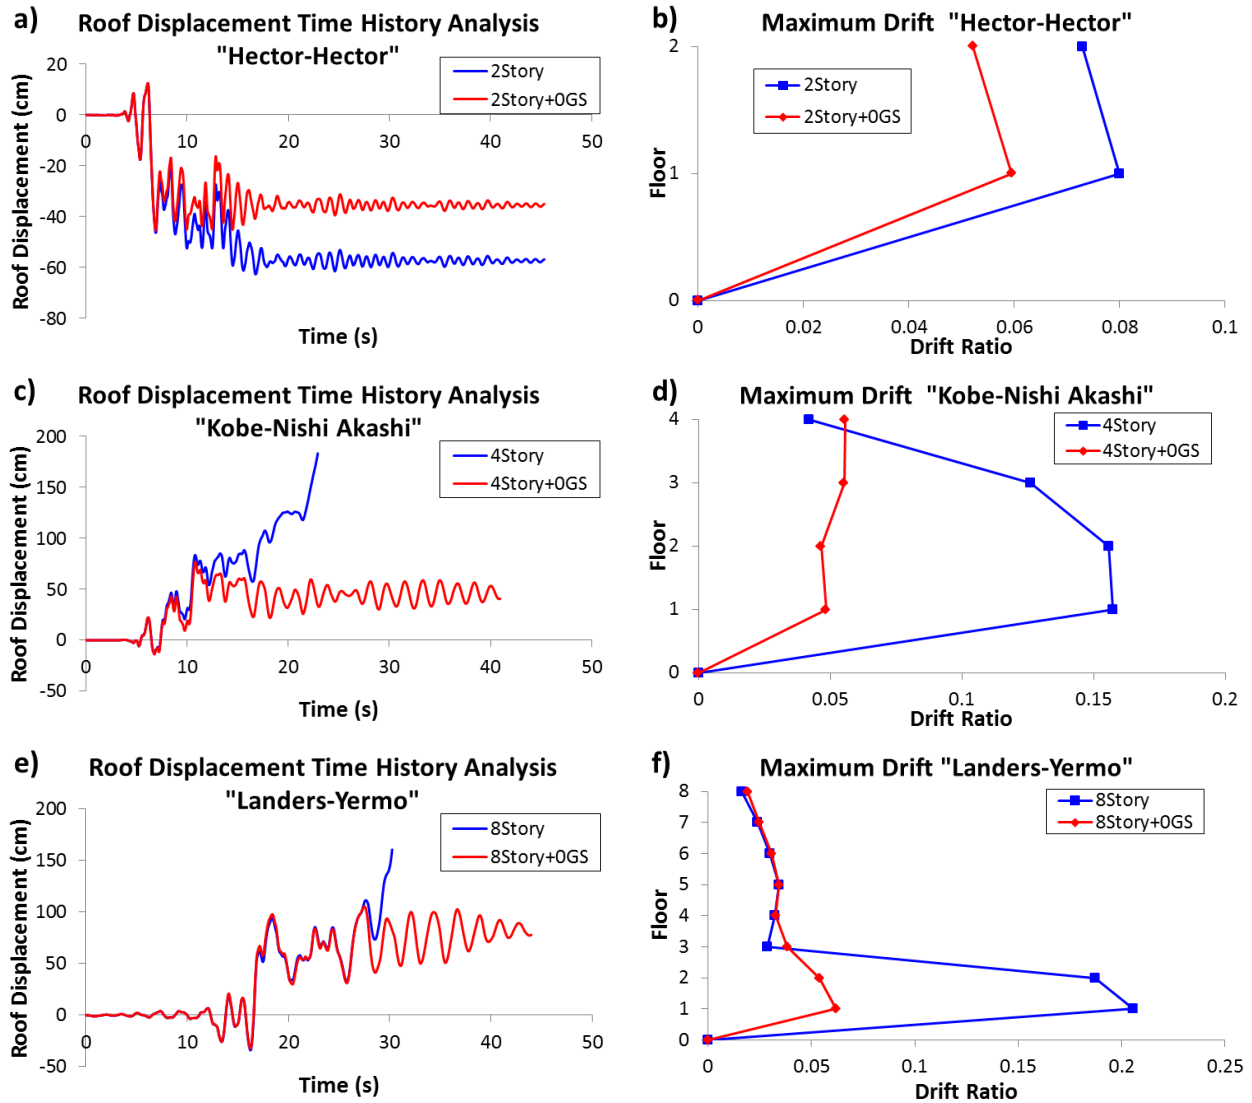 a)
Roof Displacement Time History Analysis
"Hector-Hector"
2Story
2Story+0GS
20
0
-20
-40
-60
-80
0
10
20
30
40
50
Roof Displacement (cm)
Time (s)
b)
Maximum Drift "Hector-Hector"
2Story
2Story+0GS
2
1
0
0
0.02
0.04
0.06
0.08
0.1
Floor
Drift Ratio
c)
Roof Displacement Time History Analysis
"Kobe-Nishi Akashi"
4Story
4Story+0GS
200
150
100
50
0
-50
0
10
20
30
40
50
Roof Displacement (cm)
Time (s)
d)
Maximum Drift "Kobe-Nishi Akashi"
4Story
4Story+0GS
4
3
2
1
0
0
0.05
0.1
0.15
0.2
Floor
Drift Ratio
e)
Roof Displacement Time History Analysis
"Landers-Yermo"
8Story
8Story+0GS
200
150
100
50
0
-50
0
10
20
30
40
50
Roof Displacement (cm)
Time (s)
f)
Maximum Drift "Landers-Yermo"
8Story
8Story+0GS
8
7
6
5
4
3
2
1
0
0
0.05
0.1
0.15
0.2
0.25
Floor
Drift Ratio